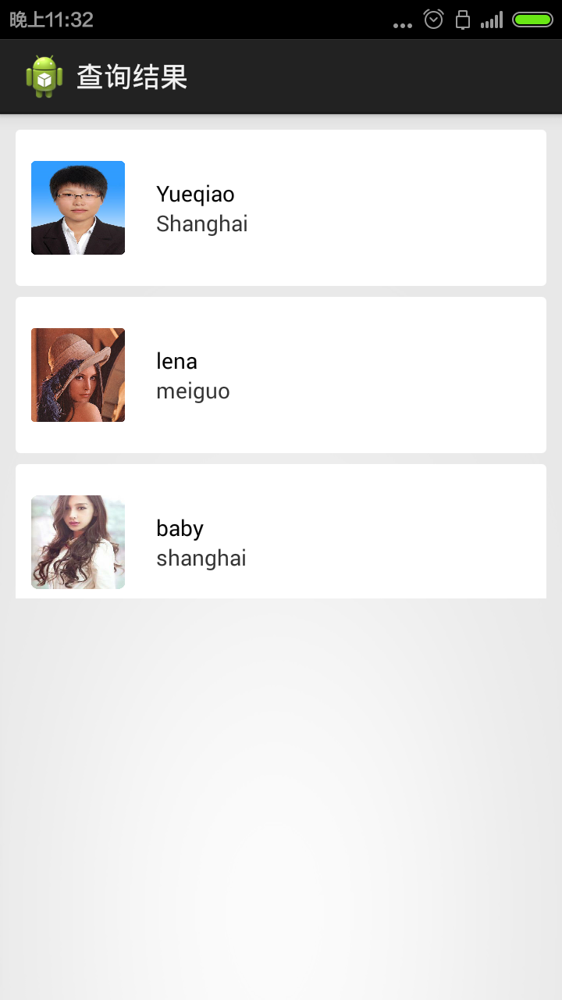 晚上11:32
查询结果
Yueqiao
Shanghai
lena
meiguo
baby
shanghai